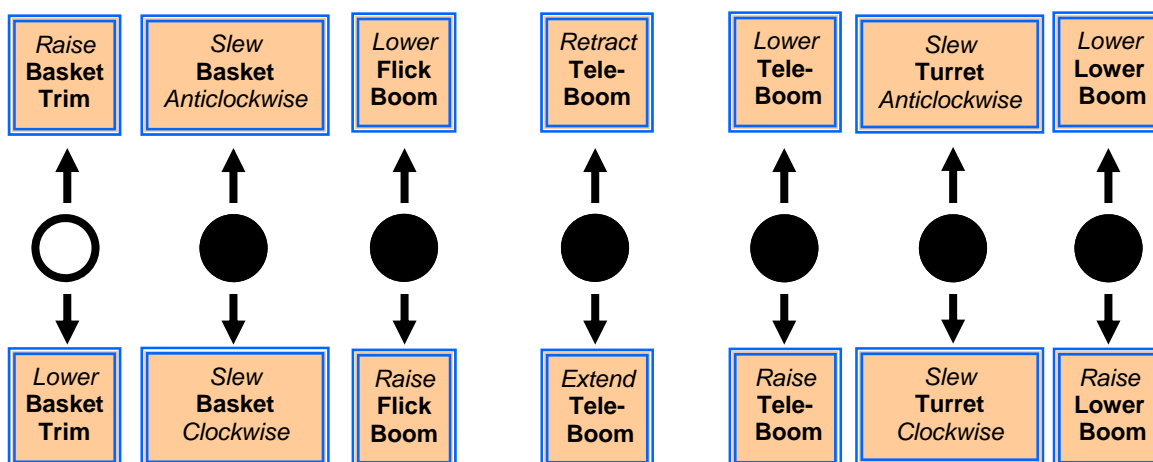 Raise
Basket
Trim
Slew
Basket
Anticlockwise
Lower
Flick
Boom
Retract
Tele-
Boom
Lower
Tele-
Boom
Slew
Turret
Anticlockwise
Lower
Lower
Boom
Lower
Basket
Trim
Slew
Basket
Clockwise
Raise
Flick
Boom
Extend
Tele-
Boom
Raise
Tele-
Boom
Slew
Turret
Clockwise
Raise
Lower
Boom